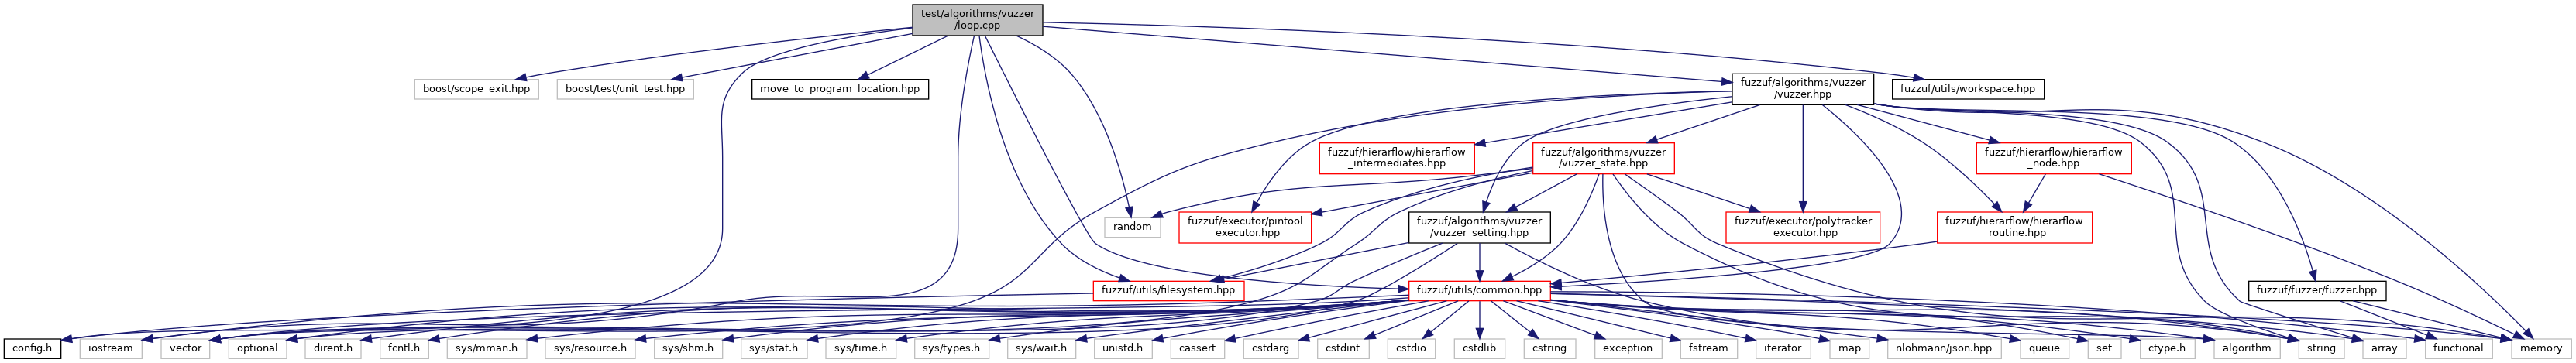 test/algorithms/vuzzer
/loop.cpp
boost/scope_exit.hpp
boost/test/unit_test.hpp
move_to_program_location.hpp
fuzzuf/algorithms/vuzzer
/vuzzer.hpp
fuzzuf/utils/workspace.hpp
fuzzuf/hierarflow/hierarflow
_intermediates.hpp
fuzzuf/algorithms/vuzzer
/vuzzer_state.hpp
fuzzuf/hierarflow/hierarflow
_node.hpp
random
fuzzuf/executor/pintool
_executor.hpp
fuzzuf/algorithms/vuzzer
/vuzzer_setting.hpp
fuzzuf/executor/polytracker
_executor.hpp
fuzzuf/hierarflow/hierarflow
_routine.hpp
fuzzuf/utils/filesystem.hpp
fuzzuf/utils/common.hpp
fuzzuf/fuzzer/fuzzer.hpp
config.h
iostream
vector
optional
dirent.h
fcntl.h
sys/mman.h
sys/resource.h
sys/shm.h
sys/stat.h
sys/time.h
sys/types.h
sys/wait.h
unistd.h
cassert
cstdarg
cstdint
cstdio
cstdlib
cstring
exception
fstream
iterator
map
nlohmann/json.hpp
queue
set
ctype.h
algorithm
string
array
functional
memory